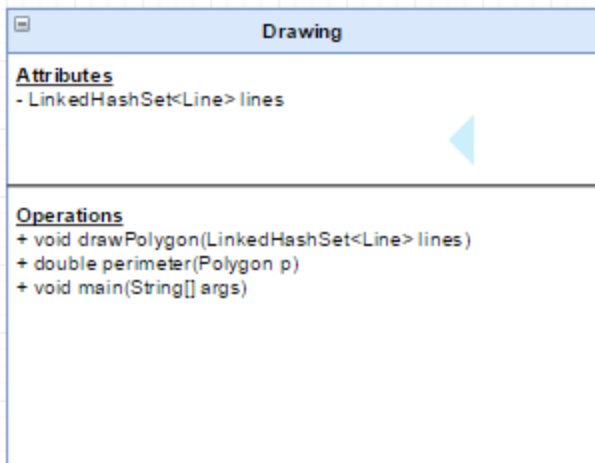 Drawing
Attributes
- LinkedHashSet<Line> lines
Operations
+ void drawPolygon(LinkedHashSet<Line> lines)
+ double perimeter(Polygon p)
+ void main(String[] args)